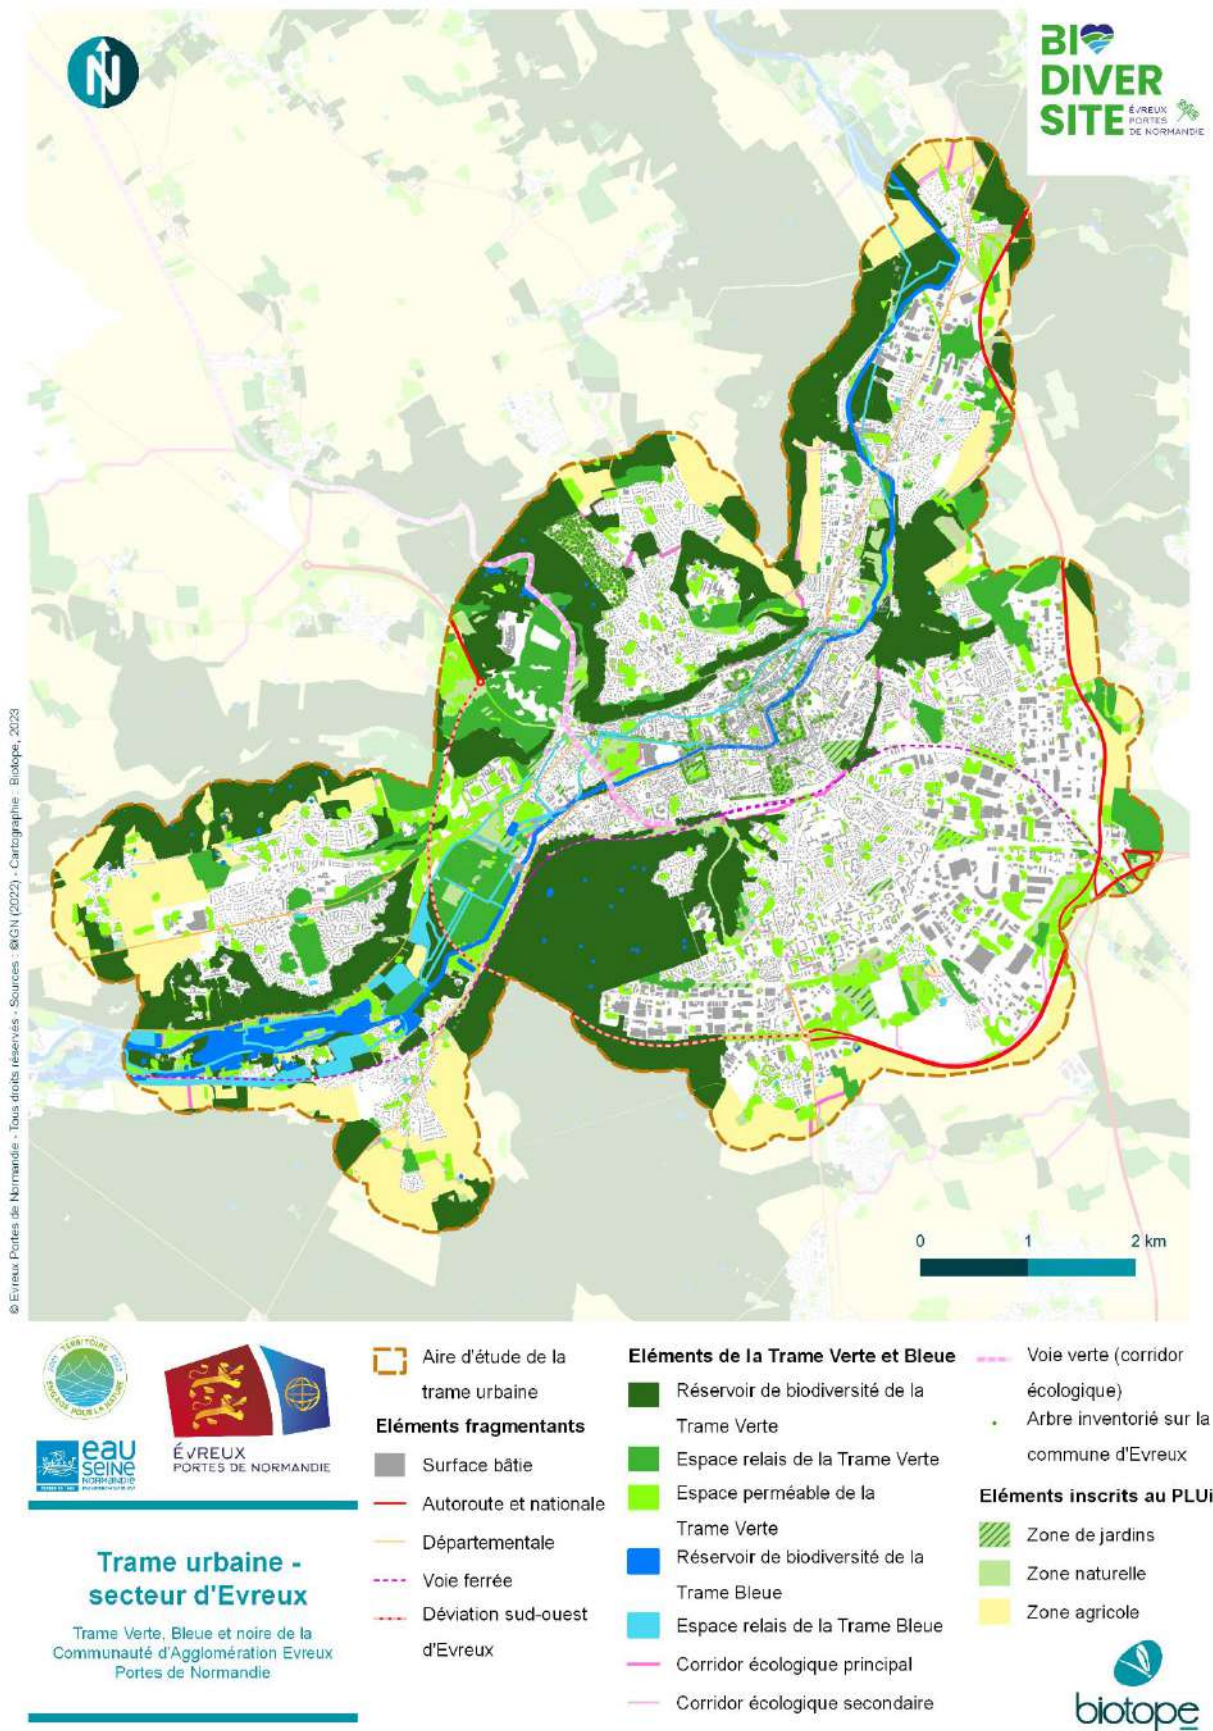 N
BI
DIVER
SITE
ÉVREUX
PORTES
DE NORMANDIE
© Evreux Portes de Normandie - Tous droits réservés - Sources : ©IGN (2022) - Cartographie : Biotope, 2023
0 1 2 km
TERRITOIRE
ENGAGÉ POUR LA NATURE
eau
SEINE
NORMANDIE
ÉVREUX
PORTES DE NORMANDIE
Trame urbaine -
secteur d'Evreux
Trame Verte, Bleue et noire de la
Communauté d'Agglomération Evreux
Portes de Normandie
Aire d'étude de la
trame urbaine
Eléments fragmentants
Surface bâtie
Autoroute et nationale
Départementale
Voie ferrée
Déviation sud-ouest
d'Evreux
Eléments de la Trame Verte et Bleue
Réservoir de biodiversité de la
Trame Verte
Espace relais de la Trame Verte
Espace perméable de la
Trame Verte
Réservoir de biodiversité de la
Trame Bleue
Espace relais de la Trame Bleue
Corridor écologique principal
Corridor écologique secondaire
Voie verte (corridor
écologique)
Arbre inventorié sur la
commune d'Evreux
Eléments inscrits au PLUi
Zone de jardins
Zone naturelle
Zone agricole
biotope